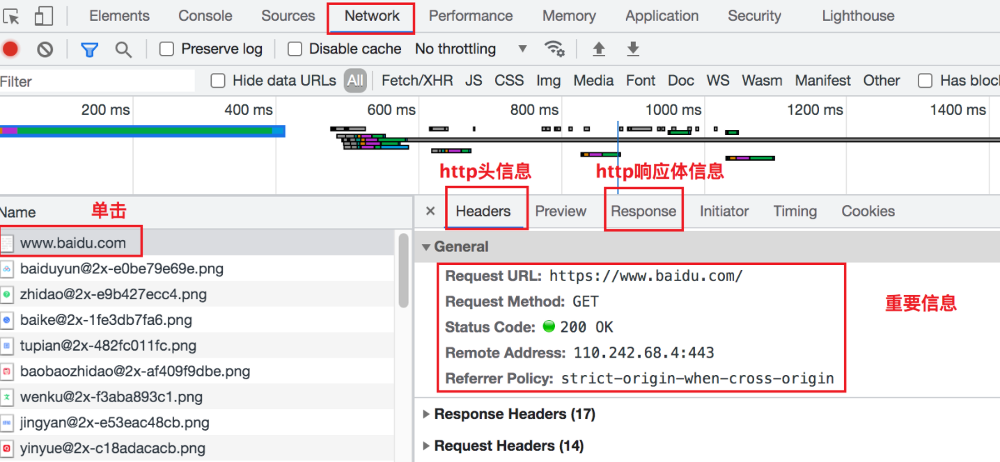 Elements Console Sources Network Performance Memory Application Security Lighthouse
Preserve log Disable cache No throttling
Filter Hide data URLs All Fetch/XHR JS CSS Img Media Font Doc WS Wasm Manifest Other Has bloc
200 ms 400 ms 600 ms 800 ms 1000 ms 1200 ms 1400 ms
http头信息 http响应体信息
Name 单击 × Headers Preview Response Initiator Timing Cookies
www.baidu.com
General
baiduyun@2x-e0be79e69e.png
Request URL: https://www.baidu.com/
zhidao@2x-e9b427ecc4.png
Request Method: GET 重要信息
baike@2x-1fe3db7fa6.png
Status Code: 200 OK
tupian@2x-482fc011fc.png
Remote Address: 110.242.68.4:443
baobaozhidao@2x-af409f9dbe.png
Referrer Policy: strict-origin-when-cross-origin
wenku@2x-f3aba893c1.png
Response Headers (17)
jingyan@2x-e53eac48cb.png
yinyue@2x-c18adacacb.png
Request Headers (14)